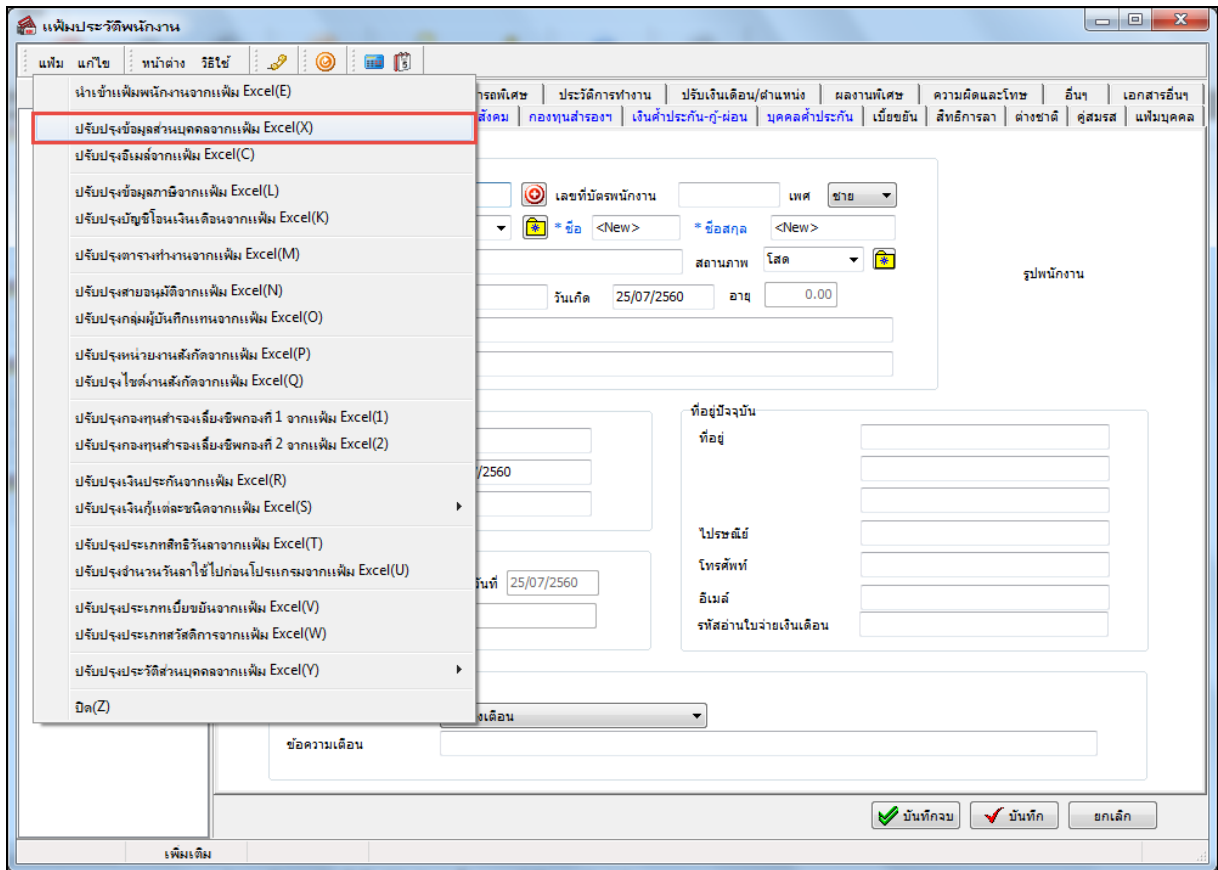 แฟ้มประวัติพนักงาน
แฟ้ม แก้ไข หน้าต่าง วิธีใช้
นำเข้าแฟ้มพนักงานจากแฟ้ม Excel(E)
ปรับปรุงข้อมูลส่วนบุคคลจากแฟ้ม Excel(X)
ปรับปรุงอีเมล์จากแฟ้ม Excel(C)
ปรับปรุงข้อมูลภาษีจากแฟ้ม Excel(L)
ปรับปรุงบัญชีโอนเงินเดือนจากแฟ้ม Excel(K)
ปรับปรุงตารางทำงานจากแฟ้ม Excel(M)
ปรับปรุงสายอนุมัติจากแฟ้ม Excel(N)
ปรับปรุงกลุ่มผู้บันทึกแทนจากแฟ้ม Excel(O)
ปรับปรุงหน่วยงานสังกัดจากแฟ้ม Excel(P)
ปรับปรุงไซด์งานสังกัดจากแฟ้ม Excel(Q)
ปรับปรุงกองทุนสำรองเลี้ยงชีพกองที่ 1 จากแฟ้ม Excel(1)
ปรับปรุงกองทุนสำรองเลี้ยงชีพกองที่ 2 จากแฟ้ม Excel(2)
ปรับปรุงเงินประกันจากแฟ้ม Excel(R)
ปรับปรุงเงินกู้แต่ละชนิดจากแฟ้ม Excel(S)
ปรับปรุงประเภทสิทธิวันลาจากแฟ้ม Excel(T)
ปรับปรุงจำนวนวันลาใช้ไปก่อนโปรแกรมจากแฟ้ม Excel(U)
ปรับปรุงประเภทเบี้ยขยันจากแฟ้ม Excel(V)
ปรับปรุงประเภทสวัสดิการจากแฟ้ม Excel(W)
ปรับปรุงประวัติส่วนบุคคลจากแฟ้ม Excel(Y)
ปิด(Z)
ารถพิเศษ ประวัติการทำงาน ปรับเงินเดือน/ตำแหน่ง ผลงานพิเศษ ความผิดและโทษ อื่นๆ เอกสารอื่นๆ
สังคม กองทุนสำรองฯ เงินค้ำประกัน-กู้-ผ่อน บุคคลค้ำประกัน เบี้ยขยัน สิทธิการลา ต่างชาติ คู่สมรส แฟ้มบุคคล
เลขที่บัตรพนักงาน เพศ ชาย
* ชื่อ <New> * ชื่อสกุล <New>
สถานภาพ โสด
รูปพนักงาน
วันเกิด 25/07/2560 อายุ 0.00
ที่อยู่ปัจจุบัน
ที่อยู่
/2560
ไปรษณีย์
โทรศัพท์
วันที่ 25/07/2560
อีเมล์
รหัสอ่านใบจ่ายเงินเดือน
งเตือน
ข้อความเตือน
บันทึกจบ บันทึก ยกเลิก
เพิ่มเติม